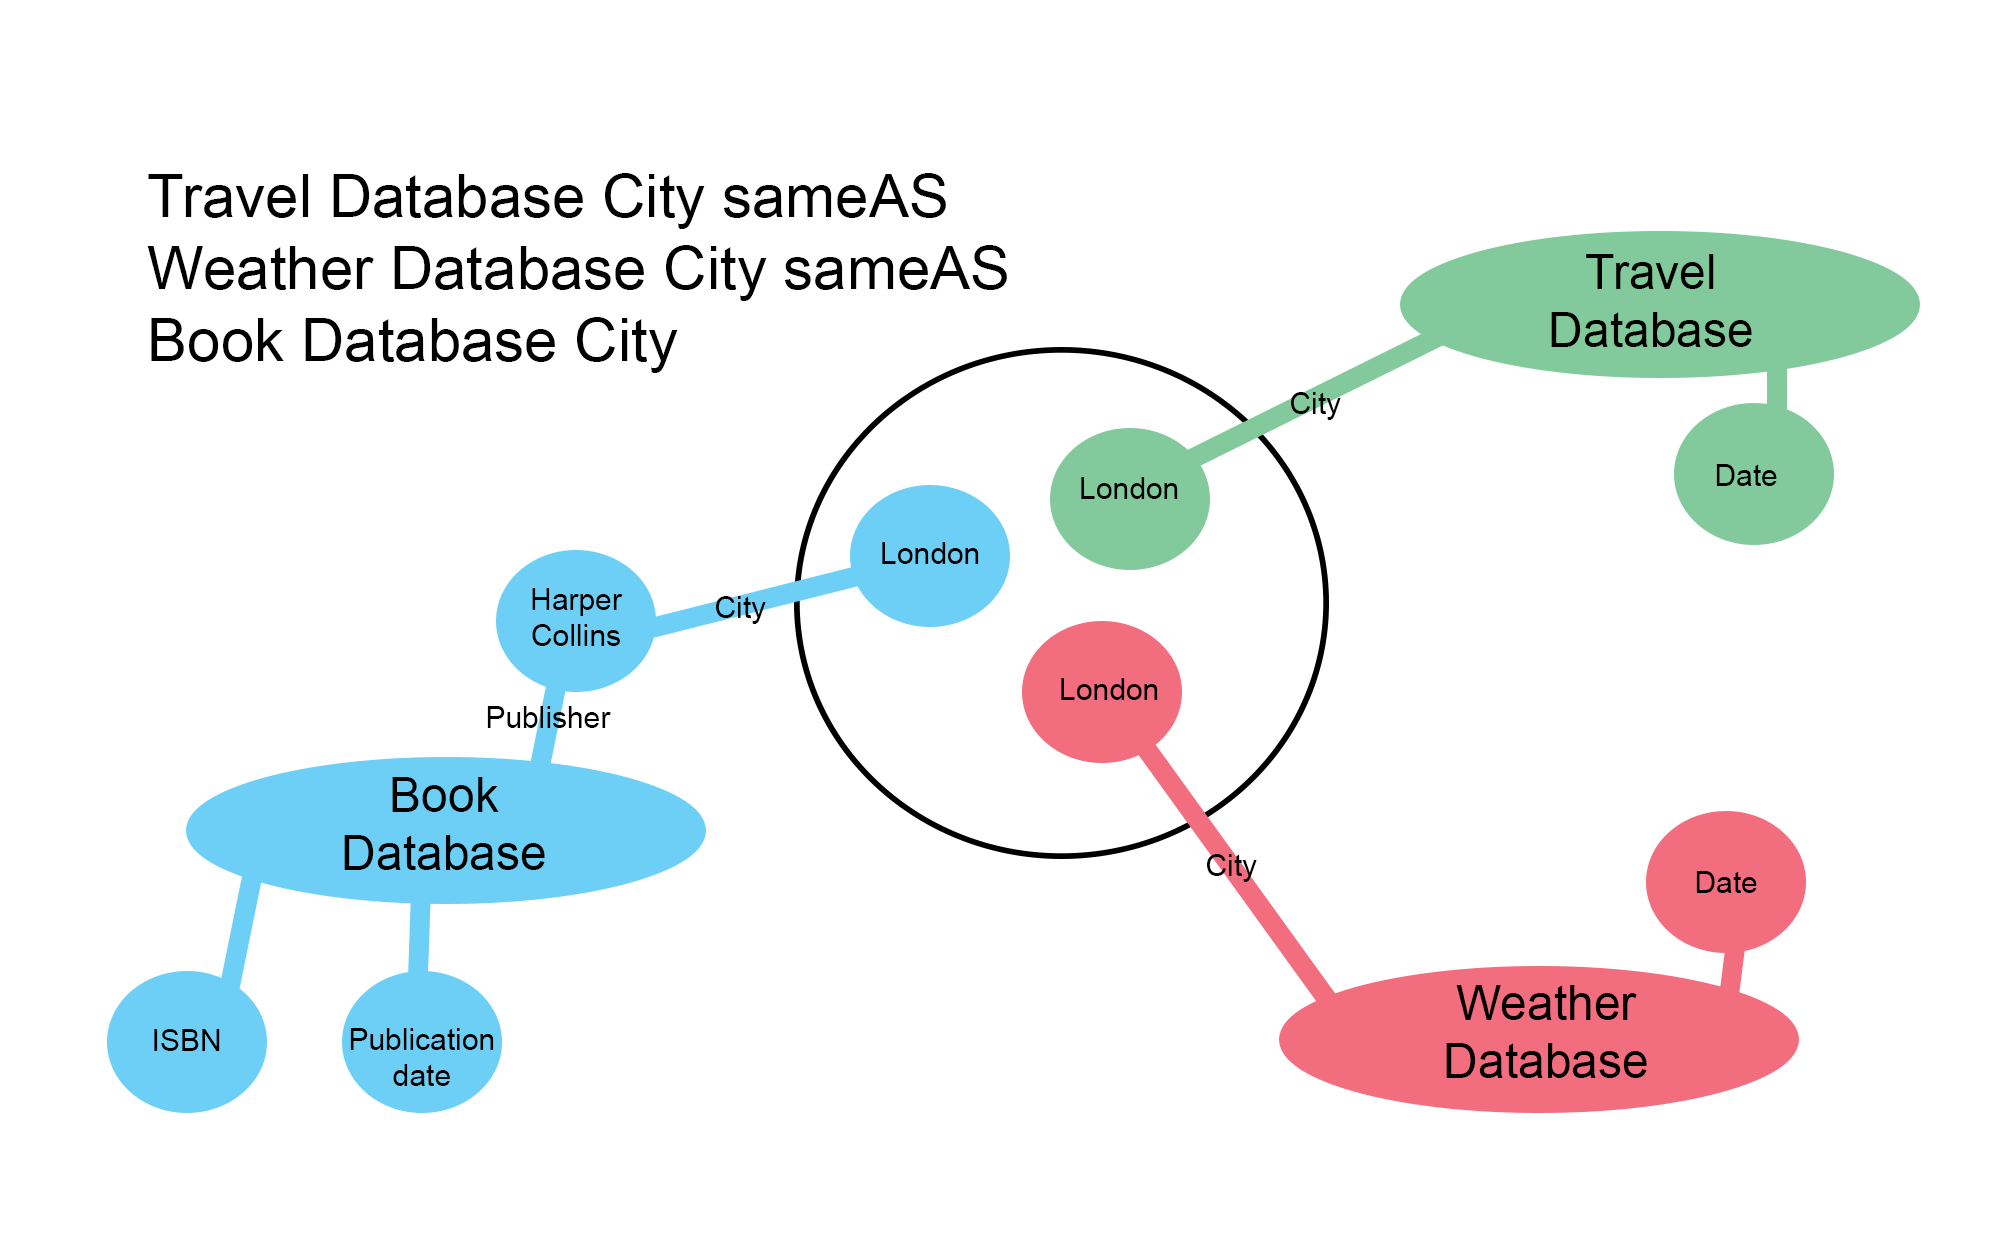 Travel Database City sameAS
Weather Database City sameAS
Book Database City
Travel
Database
City
London
Date
London
Harper
Collins
City
London
Publisher
Book
Database
City
Date
Weather
Database
ISBN
Publication
date